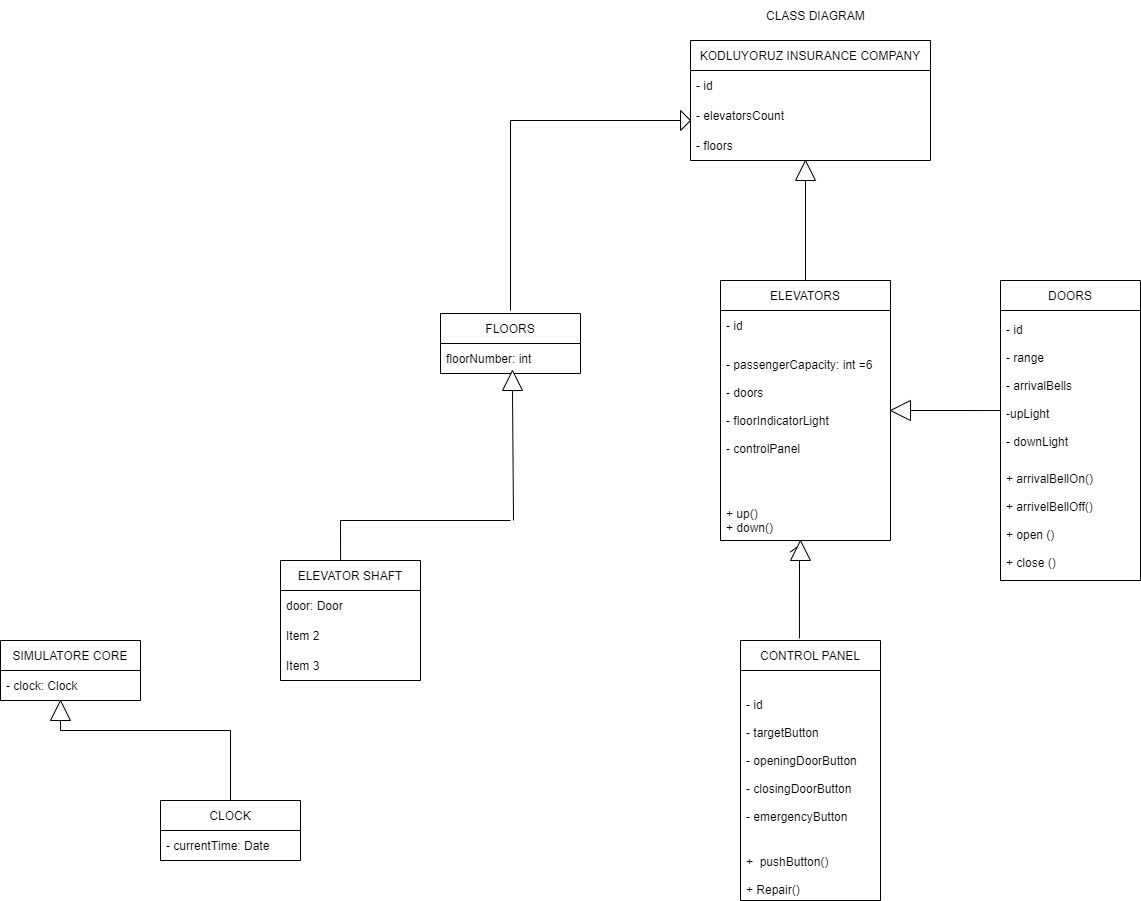 CLASS DIAGRAM
KODLUYORUZ INSURANCE COMPANY
- id
- elevatorsCount
- floors
FLOORS
floorNumber: int
ELEVATORS
- id
- passengerCapacity: int =6
- doors
- floorIndicatorLight
- controlPanel
+ up()
+ down()
DOORS
- id
- range
- arrivalBells
-upLight
- downLight
+ arrivalBellOn()
+ arrivelBellOff()
+ open ()
+ close ()
ELEVATOR SHAFT
door: Door
Item 2
Item 3
SIMULATORE CORE
- clock: Clock
CLOCK
- currentTime: Date
CONTROL PANEL
- id
- targetButton
- openingDoorButton
- closingDoorButton
- emergencyButton
+  pushButton()
+ Repair()